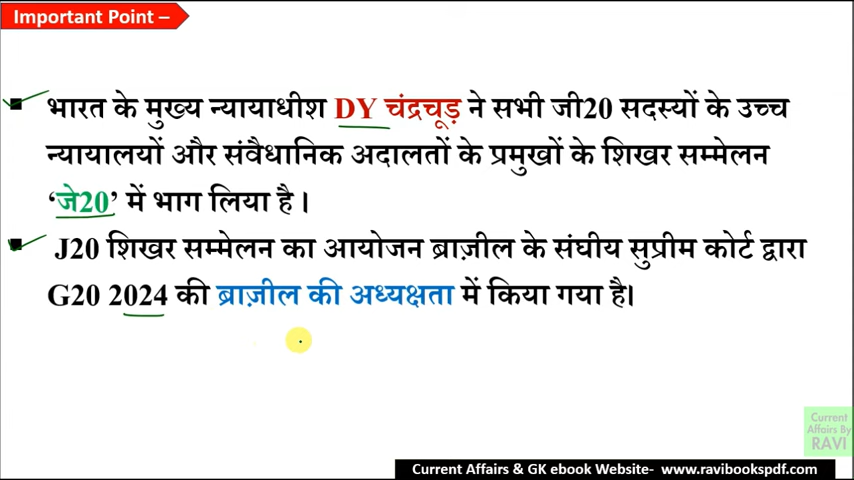 Important Point –
भारत के मुख्य न्यायाधीश DY चंद्रचूड़ ने सभी जी20 सदस्यों के उच्च
न्यायालयों और संवैधानिक अदालतों के प्रमुखों के शिखर सम्मेलन
‘जे20’ में भाग लिया है।
J20 शिखर सम्मेलन का आयोजन ब्राज़ील के संघीय सुप्रीम कोर्ट द्वारा
G20 2024 की ब्राज़ील की अध्यक्षता में किया गया है।
Current
Affairs By
RAVI
Current Affairs & GK ebook Website- www.ravibookspdf.com